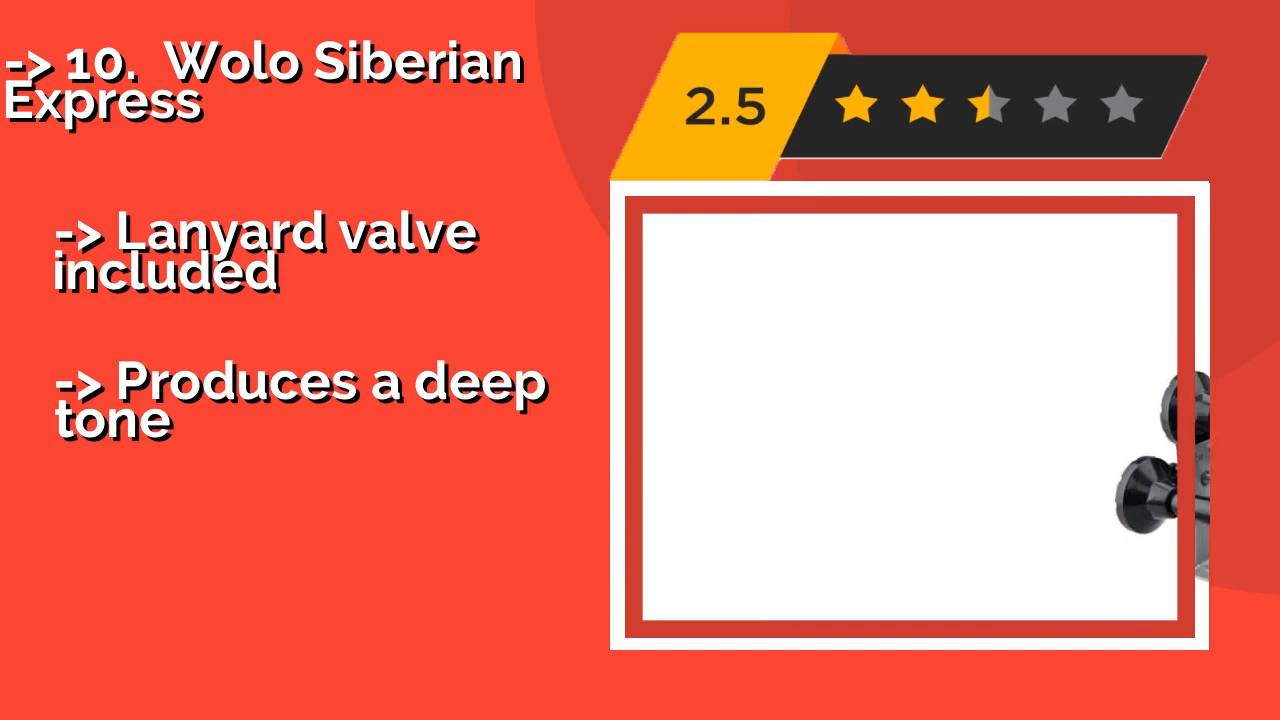 -> 10. Wolo Siberian
Express
2.5
-> Lanyard valve
included
-> Produces a deep
tone